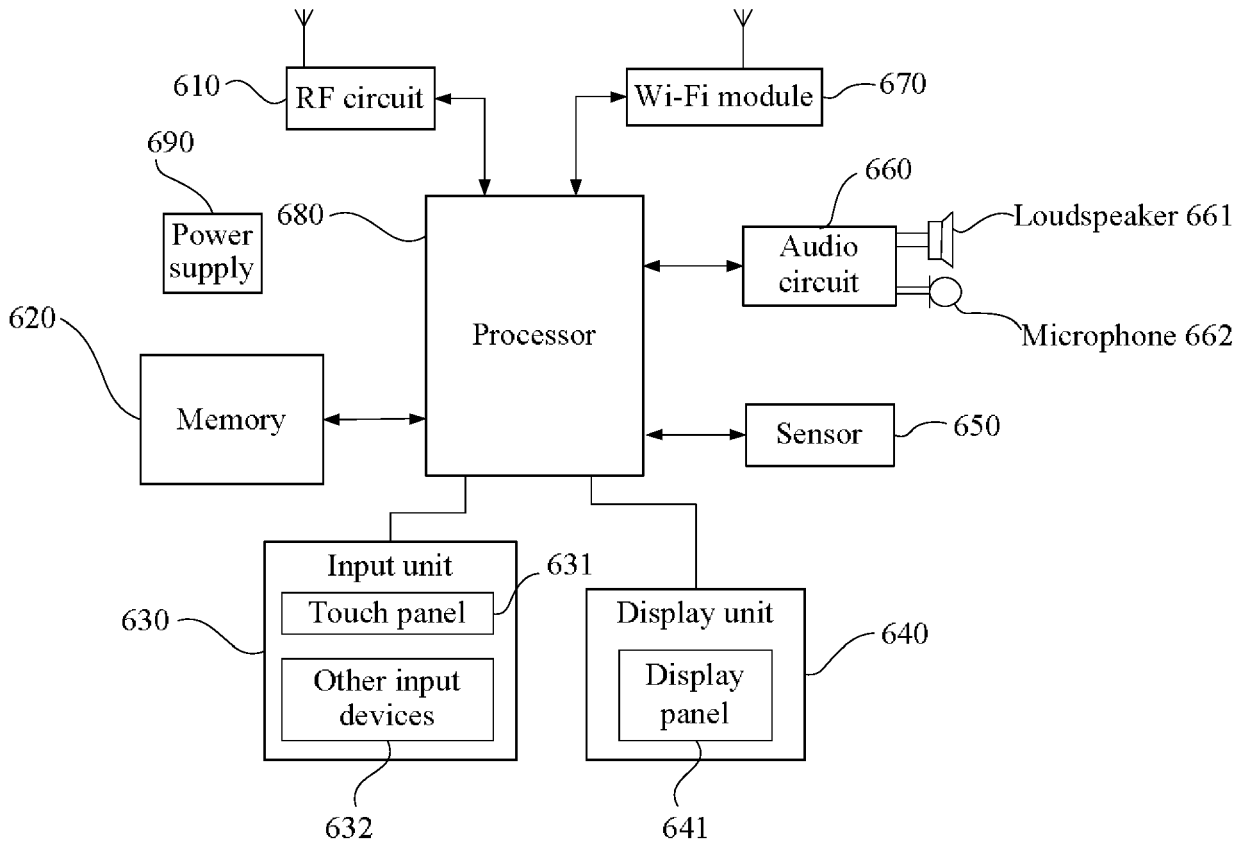 610
RF circuit
Wi-Fi module
670
690
Power
supply
680
Processor
660
Audio
circuit
Loudspeaker 661
Microphone 662
620
Memory
Sensor
650
Input unit
631
Touch panel
630
Other input
devices
632
Display unit
640
Display
panel
641